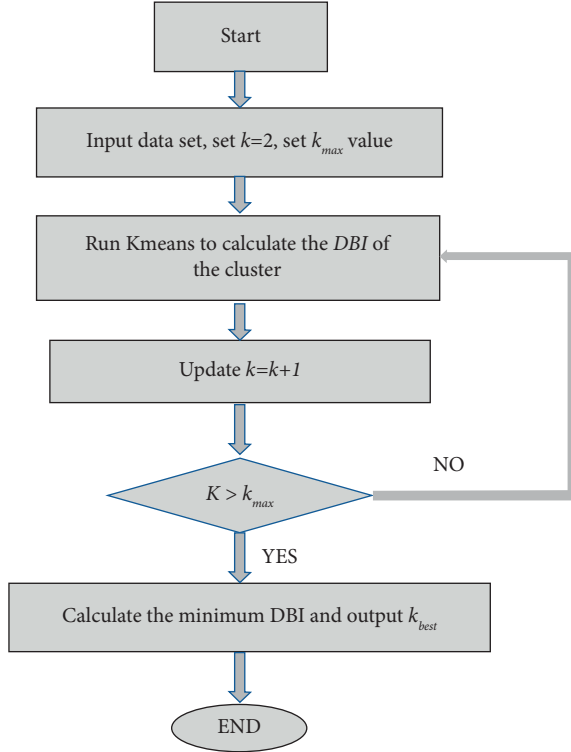 Start
Input data set, set k=2, set kmax value
Run Kmeans to calculate the DBI of
the cluster
Update k=k+1
NO
K > kmax
YES
Calculate the minimum DBI and output kbest
END